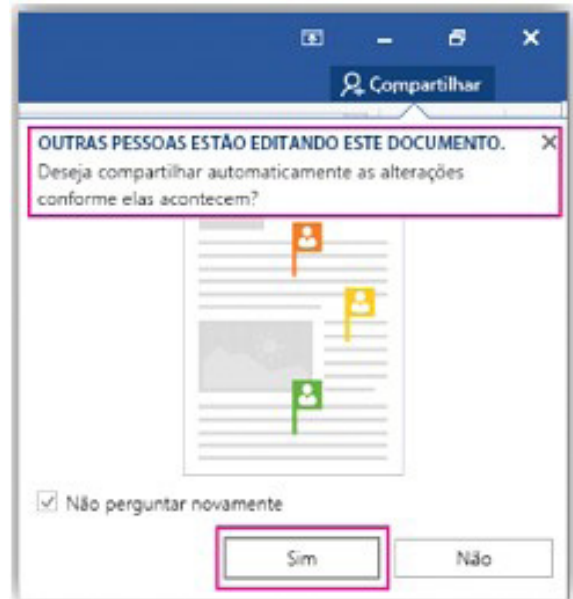 Compartilhar
OUTRAS PESSOAS ESTÃO EDITANDO ESTE DOCUMENTO.
Deseja compartilhar automaticamente as alterações
conforme elas acontecem?
Não perguntar novamente
Sim Não